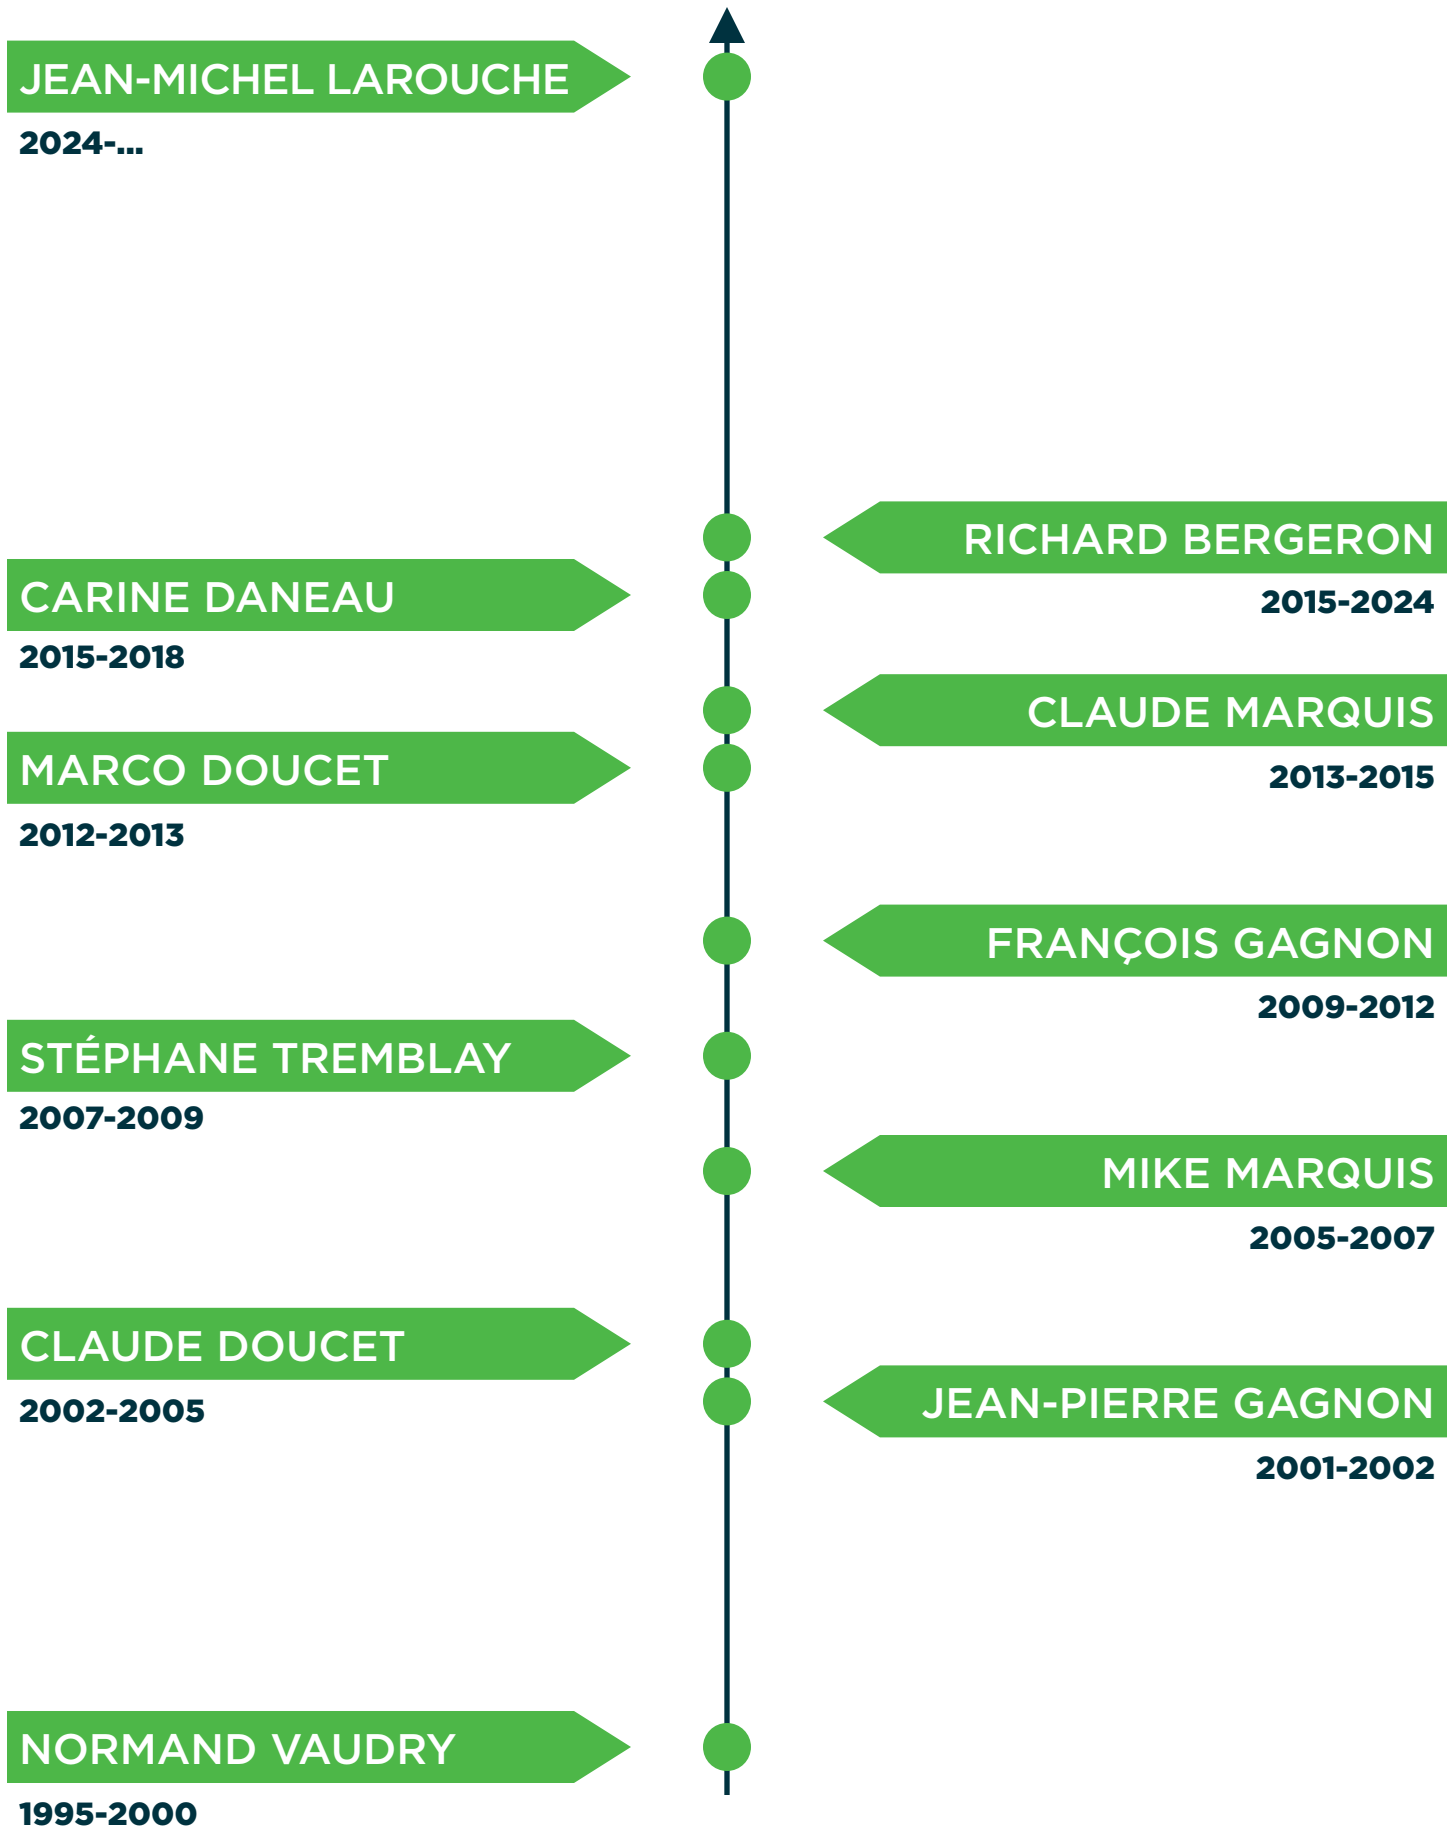 JEAN-MICHEL LAROUCHE
2024-...
RICHARD BERGERON
2015-2024
CARINE DANEAU
2015-2018
CLAUDE MARQUIS
2013-2015
MARCO DOUCET
2012-2013
FRANÇOIS GAGNON
2009-2012
STÉPHANE TREMBLAY
2007-2009
MIKE MARQUIS
2005-2007
CLAUDE DOUCET
2002-2005
JEAN-PIERRE GAGNON
2001-2002
NORMAND VAUDRY
1995-2000